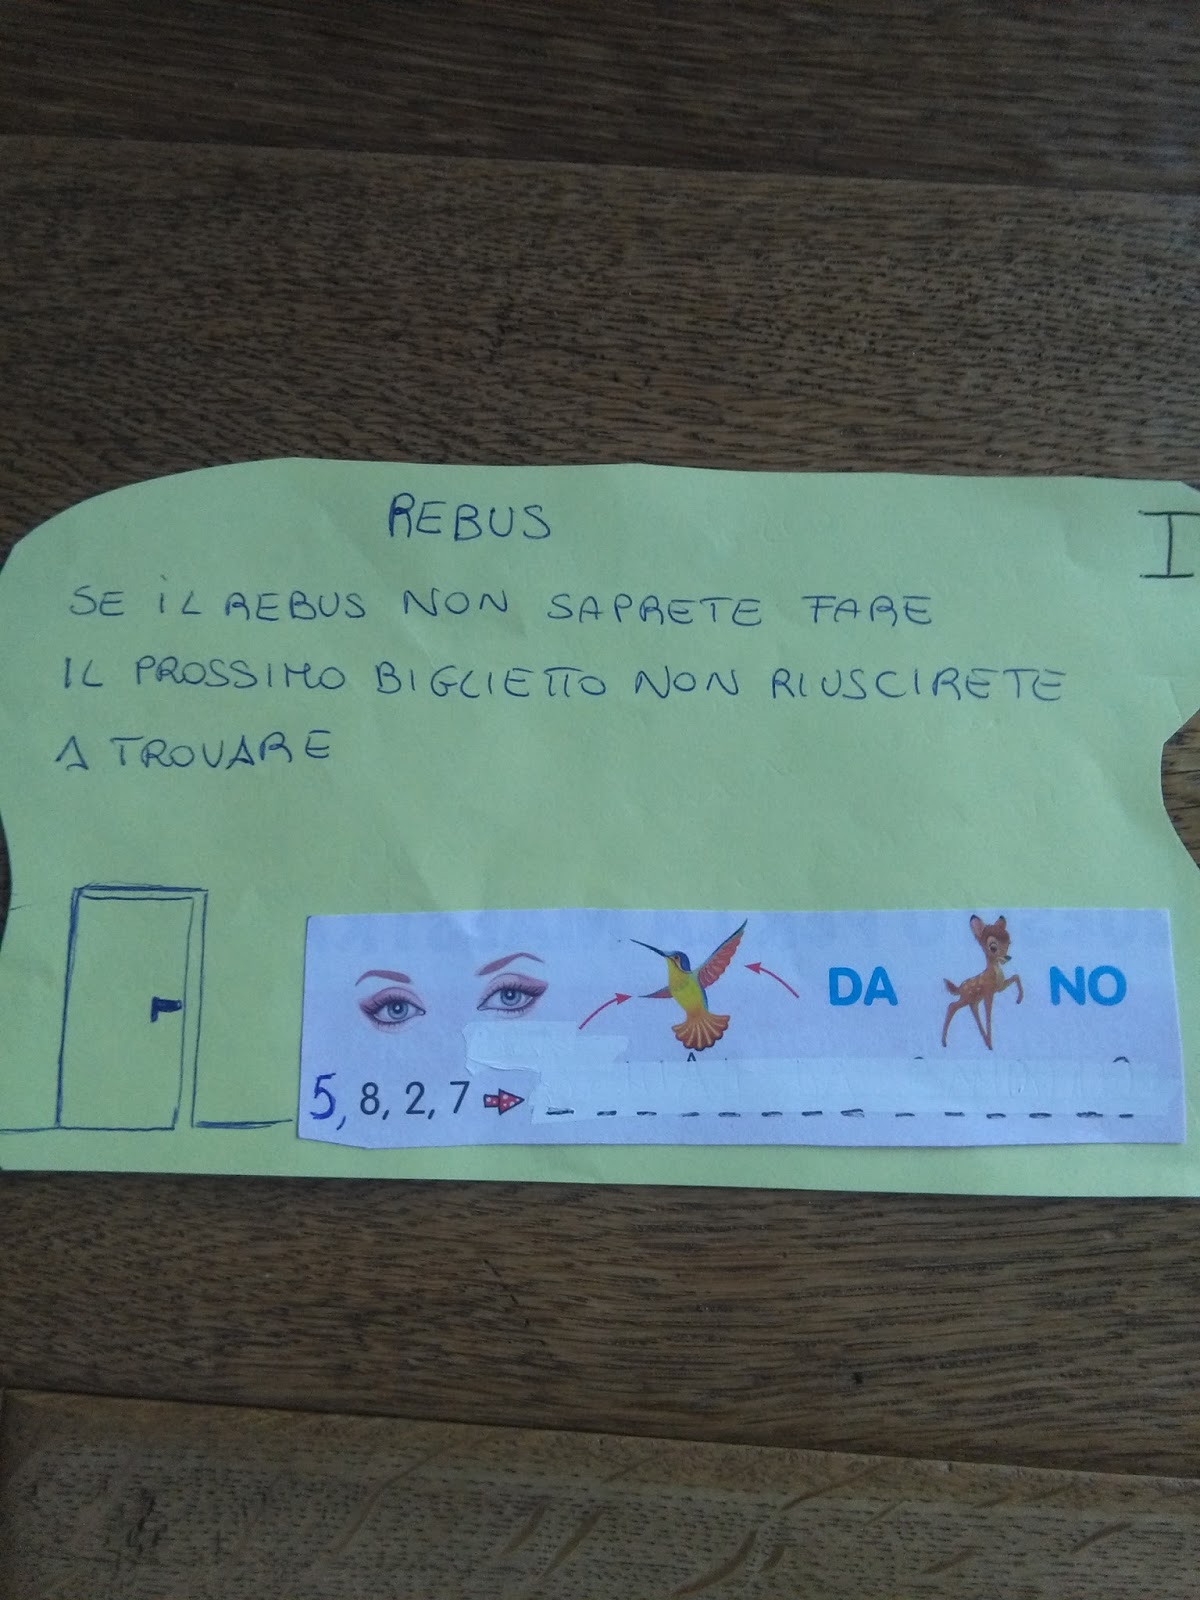 REBUS
I
SE IL REBUS NON SAPRETE FARE
IL PROSSIMO BIGLIETTO NON RIUSCIRETE
A TROVARE
DA NO
5, 8, 2, 7